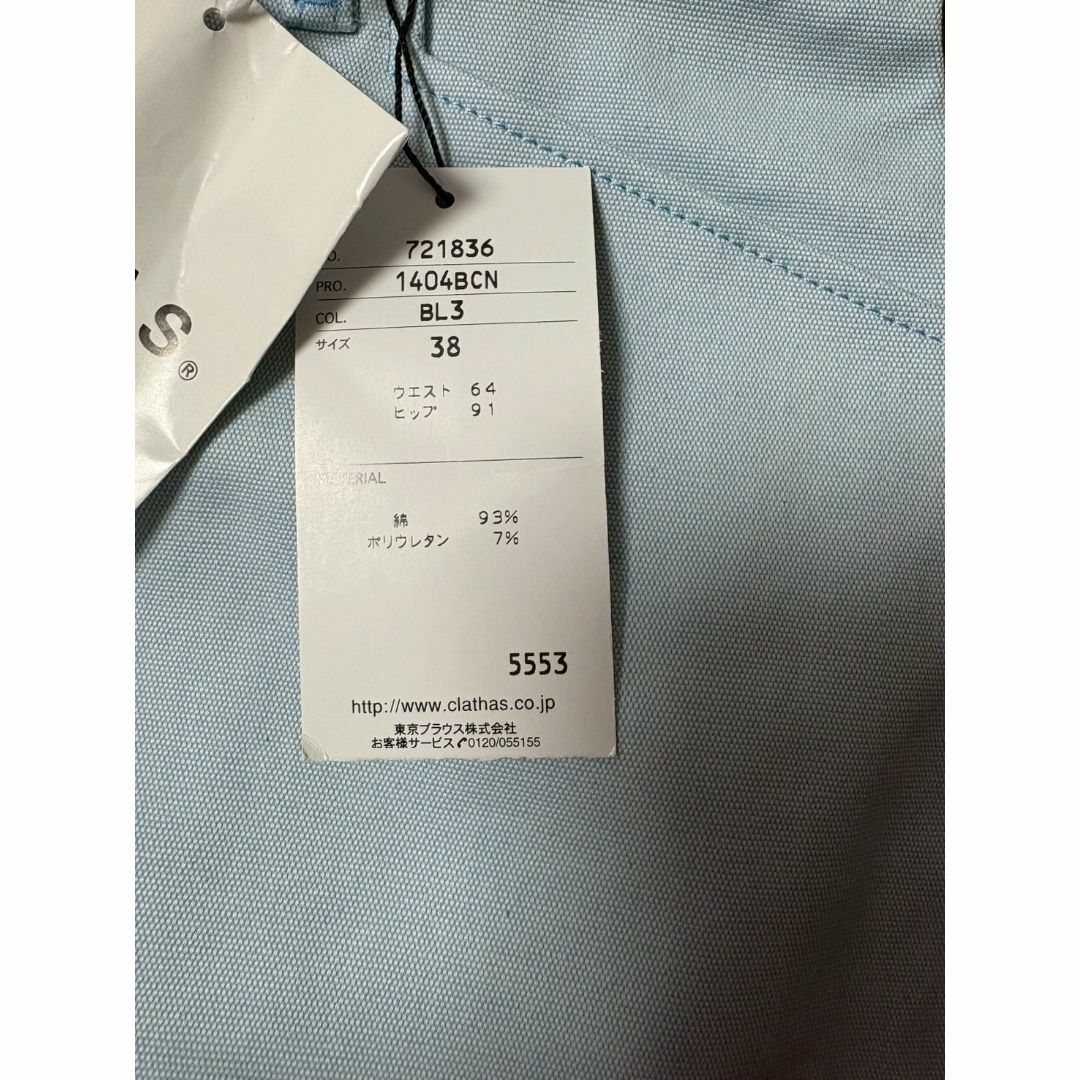 721836
PRO. 1404BCN
COL. BL3
サイズ 38
ウエスト 64
ヒップ 91
MATERIAL
綿 93%
ポリウレタン 7%
5553
http://www.clathas.co.jp
東京ブラウス株式会社
お客様サービス 0120/055155
S®